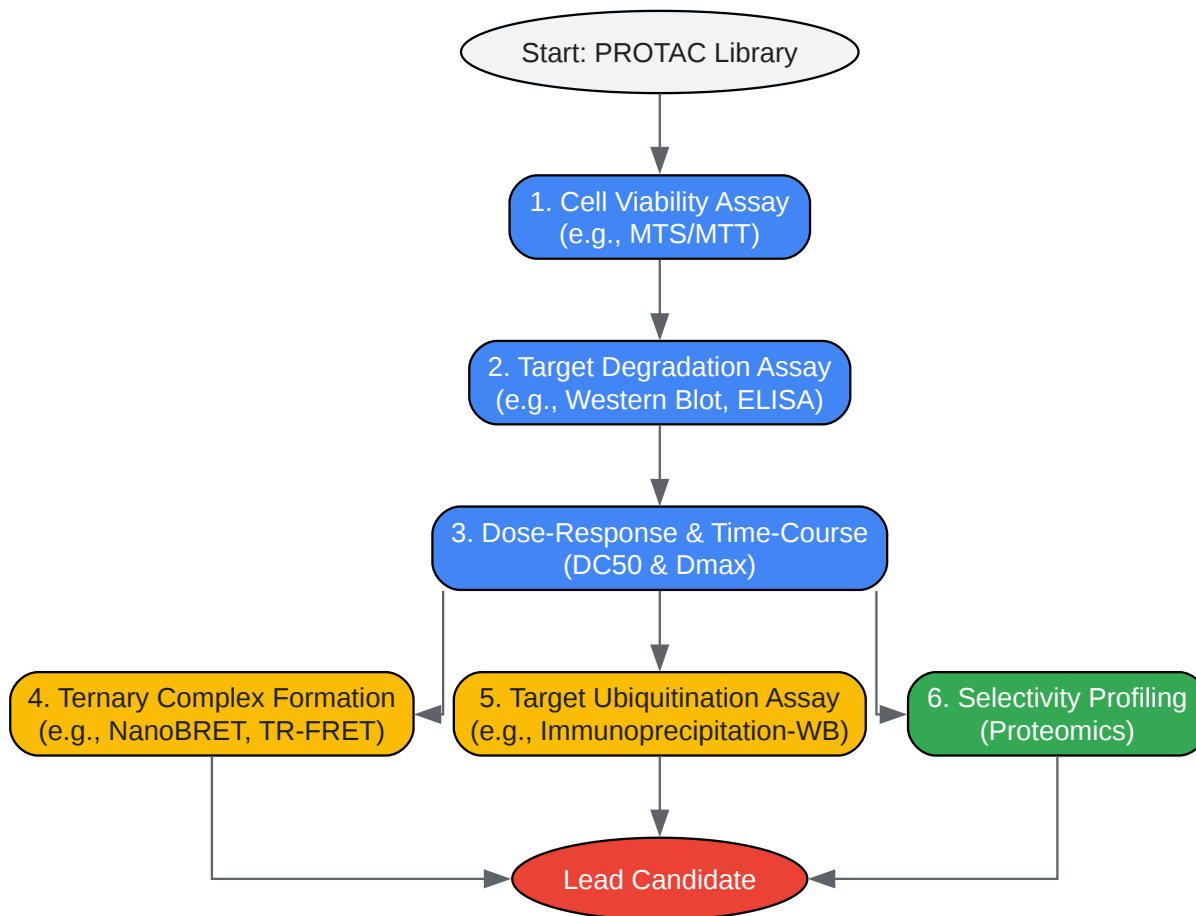 Start: PROTAC Library
1. Cell Viability Assay
(e.g., MTS/MTT)
2. Target Degradation Assay
(e.g., Western Blot, ELISA)
3. Dose-Response & Time-Course
(DC50 & Dmax)
4. Ternary Complex Formation
(e.g., NanoBRET, TR-FRET)
5. Target Ubiquitination Assay
(e.g., Immunoprecipitation-WB)
6. Selectivity Profiling
(Proteomics)
Lead Candidate